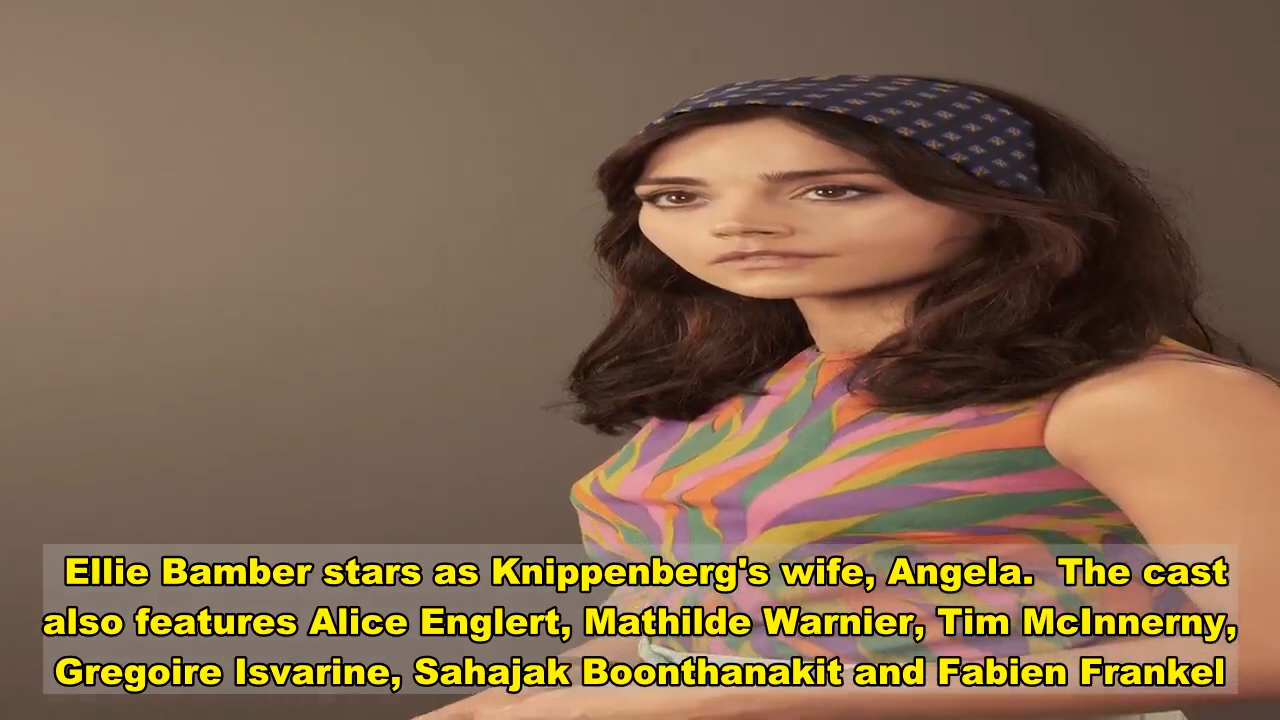 Ellie Bamber stars as Knippenberg's wife, Angela.  The cast
also features Alice Englert, Mathilde Warnier, Tim McInnerny,
Gregoire Isvarine, Sahajak Boonthanakit and Fabien Frankel